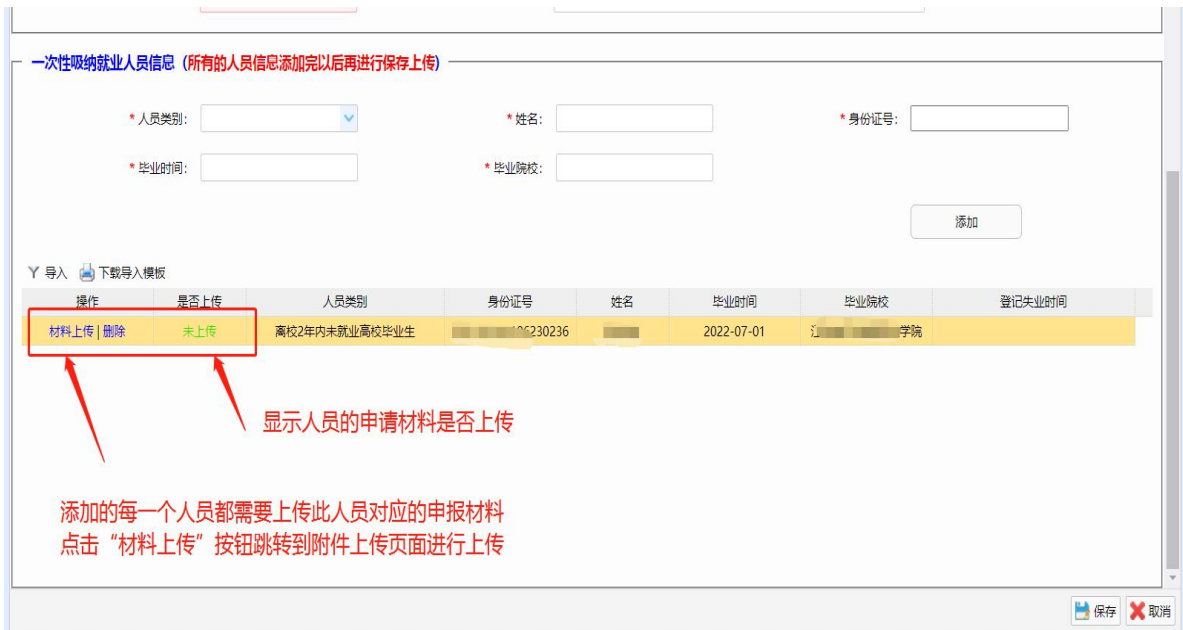 一次性吸纳就业人员信息（所有的人员信息添加完以后再进行保存上传）
*人员类别： *姓名： *身份证号：
*毕业时间： *毕业院校：
添加
导入 下载导入模板
操作 是否上传 人员类别 身份证号 姓名 毕业时间 毕业院校 登记失业时间
材料上传|删除 未上传 离校2年内未就业高校毕业生 06230236 2022-07-01 学院
显示人员的申请材料是否上传
添加的每一个人员都需要上传此人员对应的申报材料
点击“材料上传”按钮跳转到附件上传页面进行上传
保存 取消